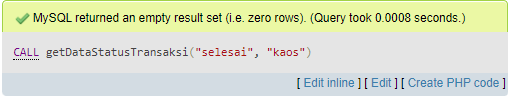 MySQL returned an empty result set (i.e. zero rows). (Query took 0.0008 seconds.)
CALL getDataStatusTransaksi("selesai", "kaos")
[ Edit inline ] [ Edit ] [ Create PHP code ]